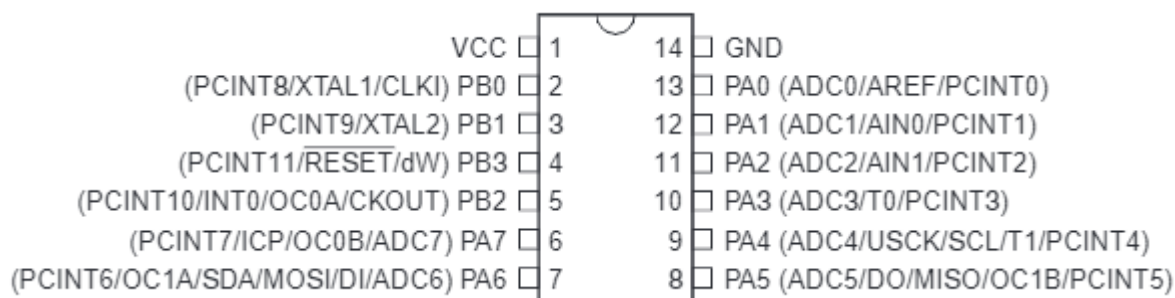 VCC 1 14 GND
(PCINT8/XTAL1/CLKI) PB0 2 13 PA0 (ADC0/AREF/PCINT0)
(PCINT9/XTAL2) PB1 3 12 PA1 (ADC1/AIN0/PCINT1)
(PCINT11/RESET/dW) PB3 4 11 PA2 (ADC2/AIN1/PCINT2)
(PCINT10/INT0/OC0A/CKOUT) PB2 5 10 PA3 (ADC3/T0/PCINT3)
(PCINT7/ICP/OC0B/ADC7) PA7 6 9 PA4 (ADC4/USCK/SCL/T1/PCINT4)
(PCINT6/OC1A/SDA/MOSI/DI/ADC6) PA6 7 8 PA5 (ADC5/DO/MISO/OC1B/PCINT5)